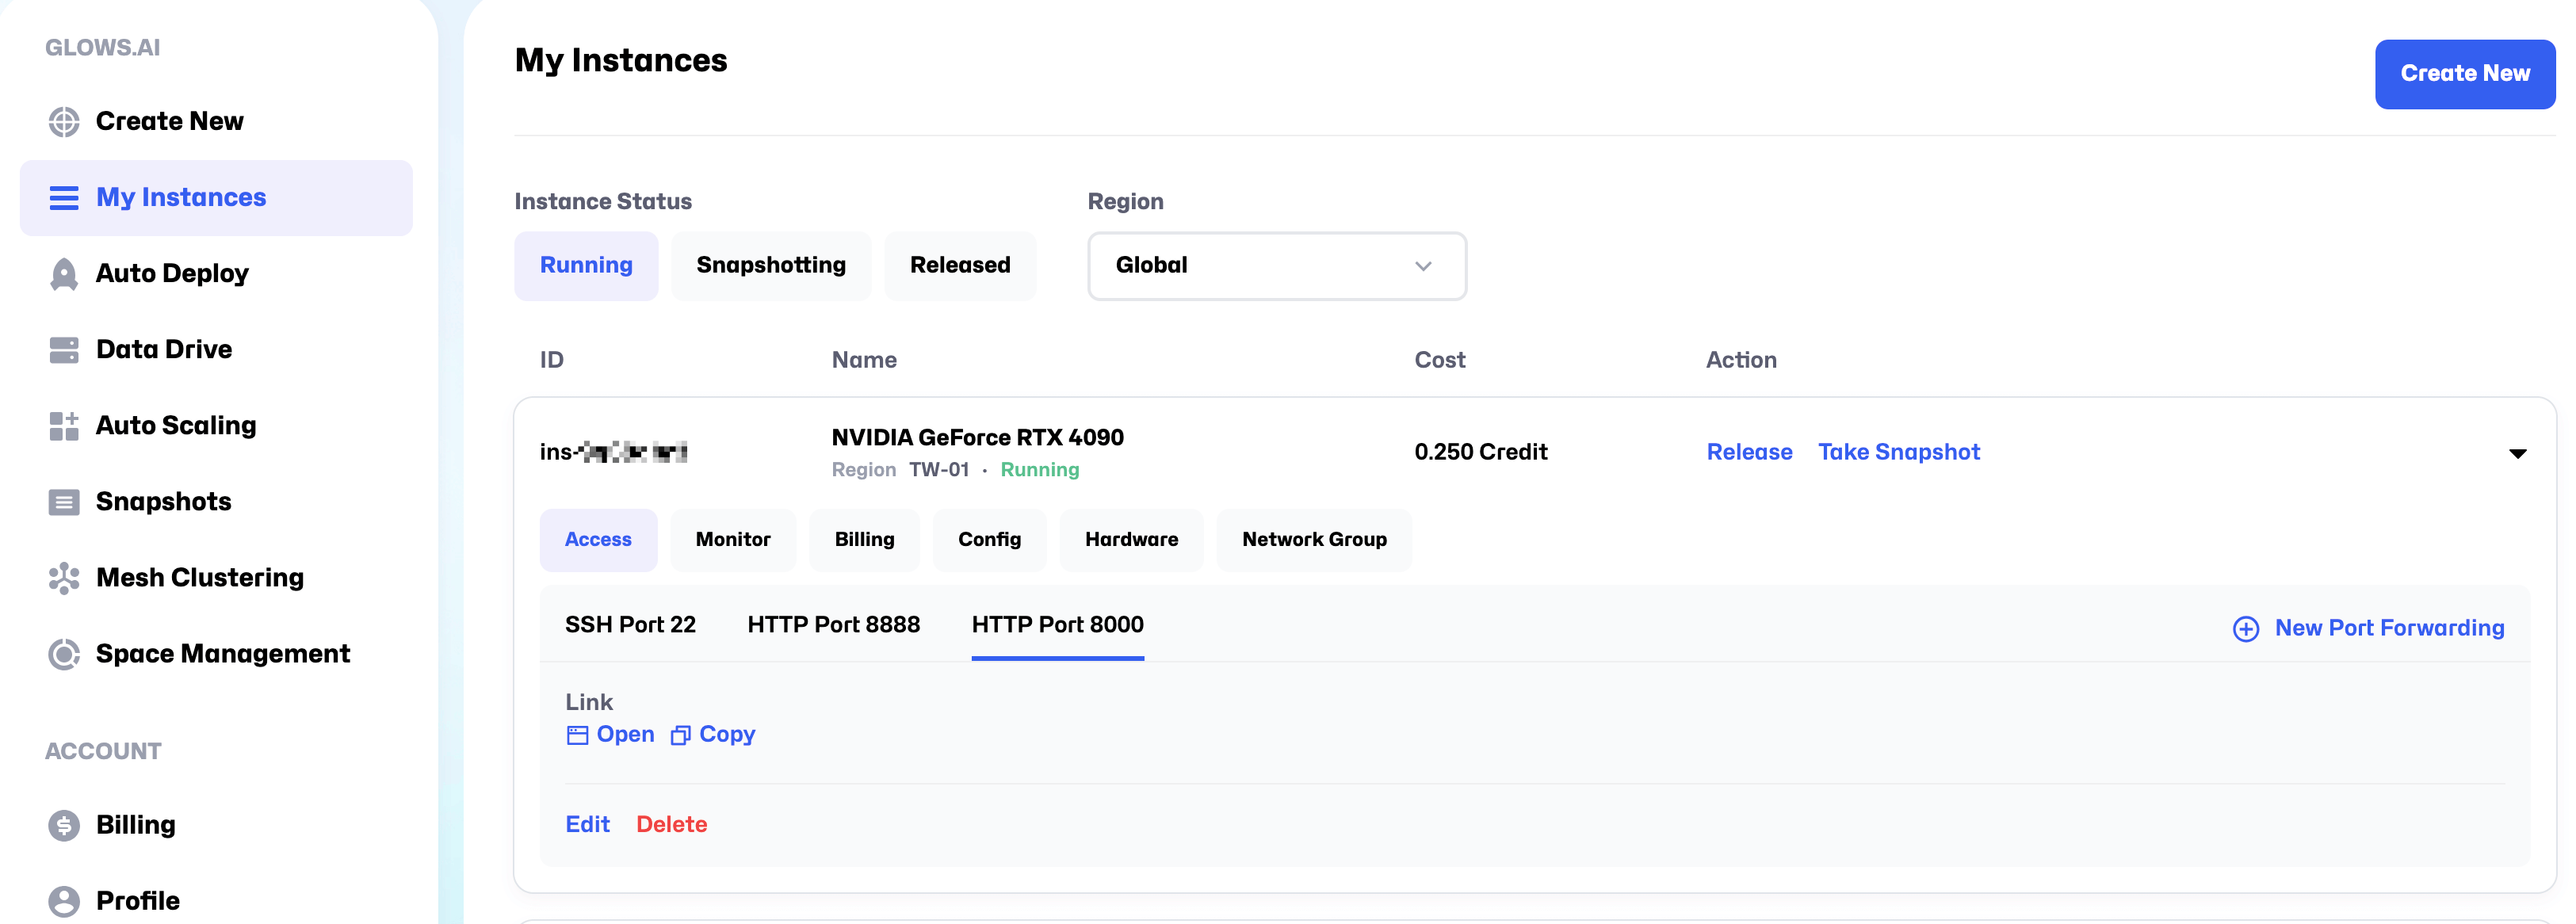 GLOWS.AI
Create New
My Instances
Auto Deploy
Data Drive
Auto Scaling
Snapshots
Mesh Clustering
Space Management
ACCOUNT
Billing
Profile
My Instances
Create New
Instance Status
Region
Running
Snapshotting
Released
Global
ID
Name
Cost
Action
ins-
NVIDIA GeForce RTX 4090
Region TW-01 · Running
0.250 Credit
Release
Take Snapshot
Access
Monitor
Billing
Config
Hardware
Network Group
SSH Port 22
HTTP Port 8888
HTTP Port 8000
New Port Forwarding
Link
Open
Copy
Edit
Delete